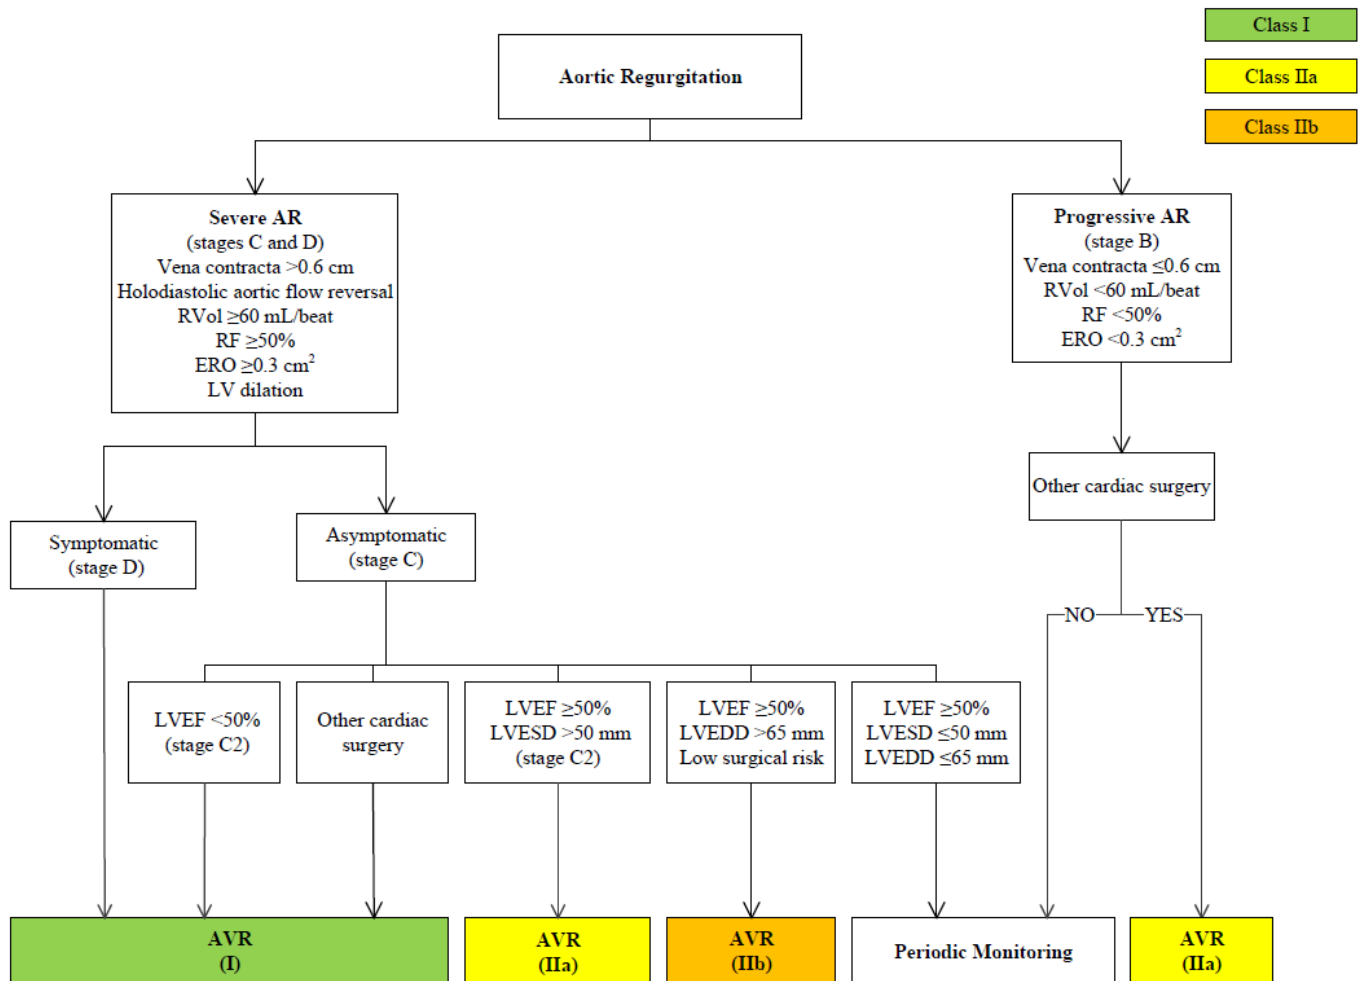 Class I
Class IIa
Class IIb
Aortic Regurgitation
Severe AR
(stages C and D)
Vena contracta >0.6 cm
Holodiastolic aortic flow reversal
RVol ≥60 mL/beat
RF ≥50%
ERO ≥0.3 cm²
LV dilation
Progressive AR
(stage B)
Vena contracta ≤0.6 cm
RVol <60 mL/beat
RF <50%
ERO <0.3 cm²
Other cardiac surgery
Symptomatic
(stage D)
Asymptomatic
(stage C)
NO
YES
LVEF <50%
(stage C2)
Other cardiac
surgery
LVEF ≥50%
LVESD >50 mm
(stage C2)
LVEF ≥50%
LVEDD >65 mm
Low surgical risk
LVEF ≥50%
LVESD ≤50 mm
LVEDD ≤65 mm
AVR
(I)
AVR
(IIa)
AVR
(IIb)
Periodic Monitoring
AVR
(IIa)